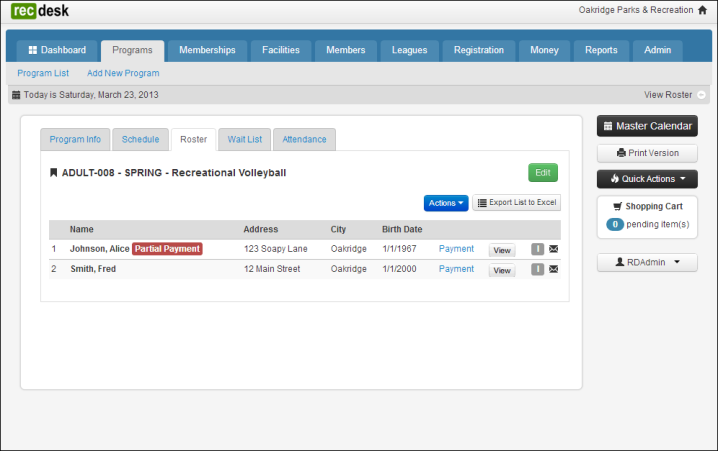 recdesk
Oakridge Parks & Recreation
Dashboard Programs Memberships Facilities Members Leagues Registration Money Reports Admin
Program List Add New Program
Today is Saturday, March 23, 2013 View Roster
Master Calendar
Print Version
Quick Actions
Shopping Cart
0 pending item(s)
RDAdmin
Program Info Schedule Roster Wait List Attendance
ADULT-008 - SPRING - Recreational Volleyball Edit
Actions Export List to Excel
Name Address City Birth Date
1 Johnson, Alice Partial Payment 123 Soapy Lane Oakridge 1/1/1967 Payment View I
2 Smith, Fred 12 Main Street Oakridge 1/1/2000 Payment View I